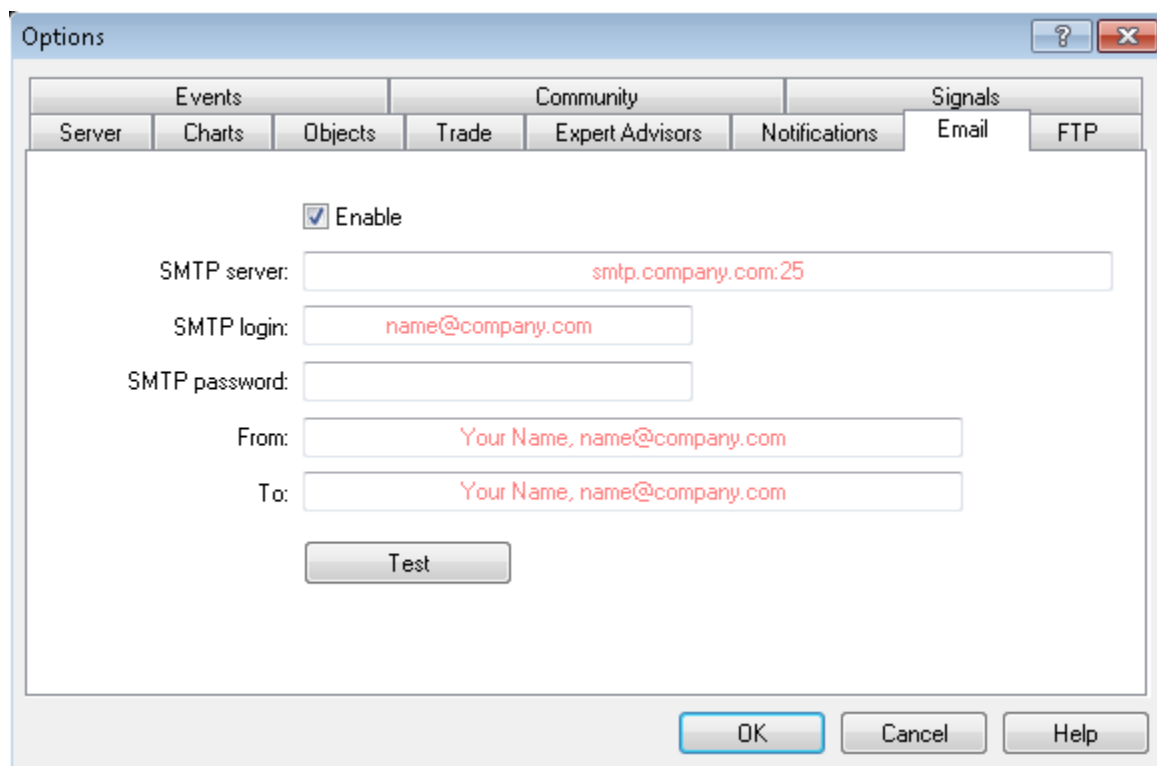 Options
Events Community Signals
Server Charts Objects Trade Expert Advisors Notifications Email FTP
Enable
SMTP server: smtp.company.com:25
SMTP login: name@company.com
SMTP password:
From: Your Name, name@company.com
To: Your Name, name@company.com
Test
OK Cancel Help